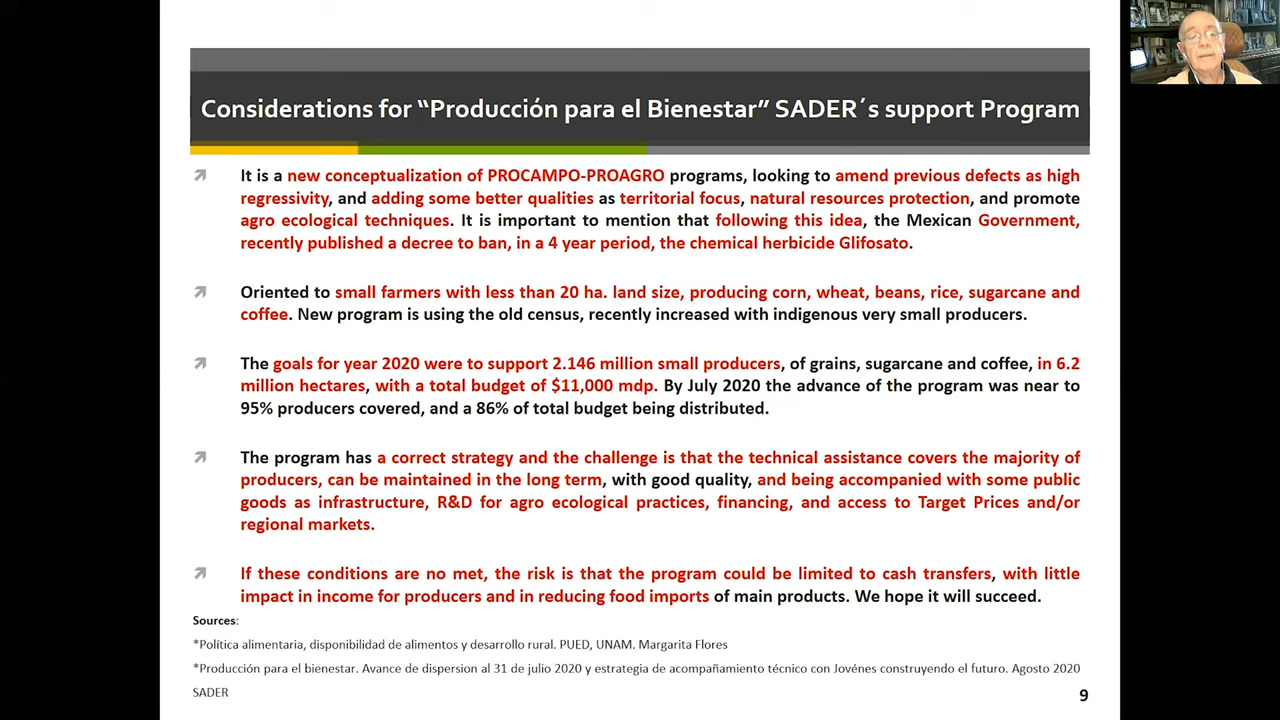 Considerations for “Producción para el Bienestar” SADER´s support Program
It is a new conceptualization of PROCAMPO-PROAGRO programs, looking to amend previous defects as high
regressivity, and adding some better qualities as territorial focus, natural resources protection, and promote
agro ecological techniques. It is important to mention that following this idea, the Mexican Government,
recently published a decree to ban, in a 4 year period, the chemical herbicide Glifosato.
Oriented to small farmers with less than 20 ha. land size, producing corn, wheat, beans, rice, sugarcane and
coffee. New program is using the old census, recently increased with indigenous very small producers.
The goals for year 2020 were to support 2.146 million small producers, of grains, sugarcane and coffee, in 6.2
million hectares, with a total budget of $11,000 mdp. By July 2020 the advance of the program was near to
95% producers covered, and a 86% of total budget being distributed.
The program has a correct strategy and the challenge is that the technical assistance covers the majority of
producers, can be maintained in the long term, with good quality, and being accompanied with some public
goods as infrastructure, R&D for agro ecological practices, financing, and access to Target Prices and/or
regional markets.
If these conditions are no met, the risk is that the program could be limited to cash transfers, with little
impact in income for producers and in reducing food imports of main products. We hope it will succeed.
Sources:
*Política alimentaria, disponibilidad de alimentos y desarrollo rural. PUED, UNAM. Margarita Flores
*Producción para el bienestar. Avance de dispersion al 31 de julio 2020 y estrategia de acompañamiento técnico con Jovénes construyendo el futuro. Agosto 2020
SADER
9